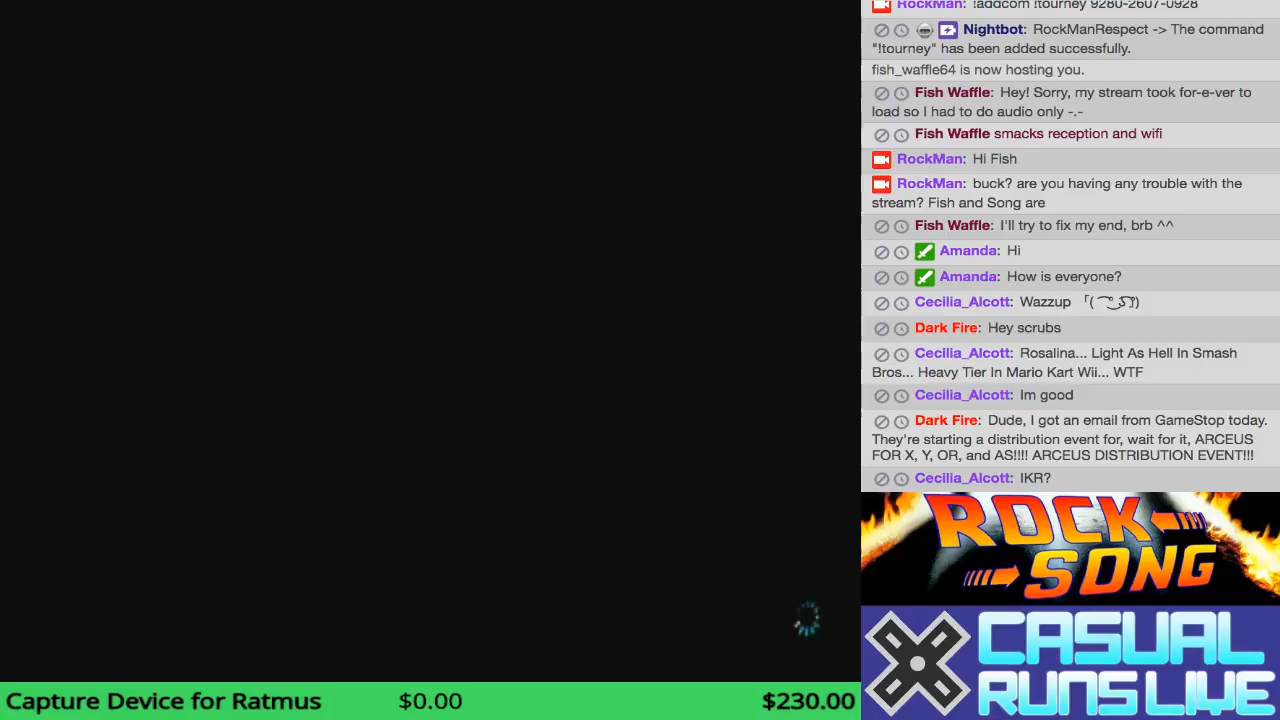 RockMan: !addcom !tourney 9280-2607-0928
Nightbot: RockManRespect -> The command
"!tourney" has been added successfully.
fish_waffle64 is now hosting you.
Fish Waffle: Hey! Sorry, my stream took for-e-ver to
load so I had to do audio only -.-
Fish Waffle smacks reception and wifi
RockMan: Hi Fish
RockMan: buck? are you having any trouble with the
stream? Fish and Song are
Fish Waffle: I'll try to fix my end, brb ^^
Amanda: Hi
Amanda: How is everyone?
Cecilia_Alcott: Wazzup
Dark Fire: Hey scrubs
Cecilia_Alcott: Rosalina... Light As Hell In Smash
Bros... Heavy Tier In Mario Kart Wii... WTF
Cecilia_Alcott: Im good
Dark Fire: Dude, I got an email from GameStop today.
They're starting a distribution event for, wait for it, ARCEUS
FOR X, Y, OR, and AS!!!! ARCEUS DISTRIBUTION EVENT!!!
Cecilia_Alcott: IKR?
ROCK
SONG
CASUAL
RUNS LIVE
Capture Device for Ratmus $0.00 $230.00